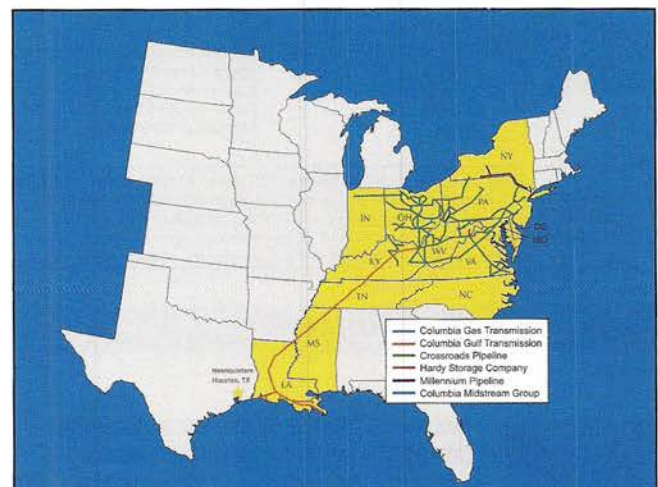 NY
PA
IN
OH
DE
MD
WV
KY
VA
TN
NC
MS
LA
Headquarters
Houston, TX
Columbia Gas Transmission
Columbia Gulf Transmission
Crossroads Pipeline
Hardy Storage Company
Millennium Pipeline
Columbia Midstream Group